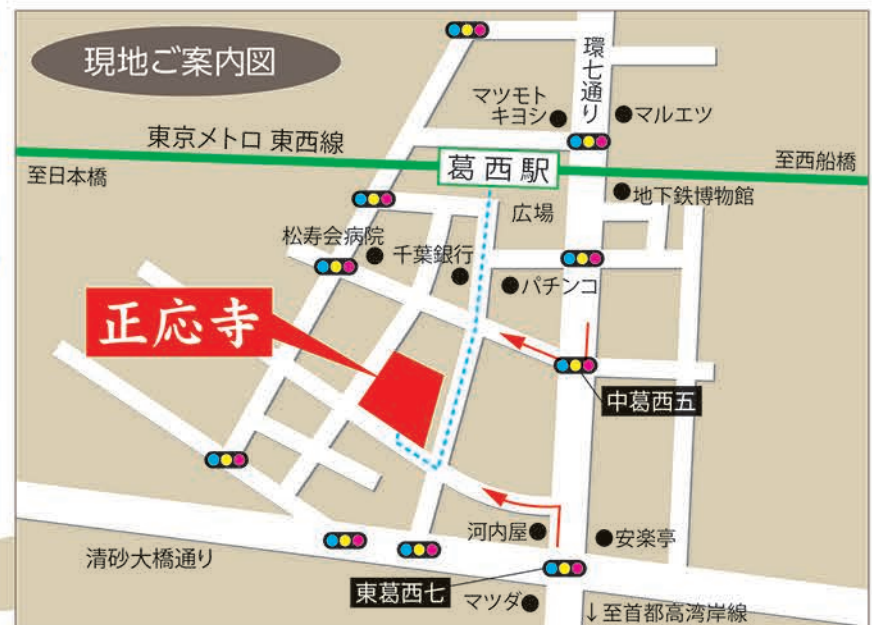 現地ご案内図
環七通り
マツモト
キヨシ
マルエツ
東京メトロ 東西線
至日本橋
葛西駅
至西船橋
地下鉄博物館
広場
松寿会病院
千葉銀行
パチンコ
正応寺
中葛西五
河内屋
安楽亭
清砂大橋通り
東葛西七
マツダ
↓至首都高湾岸線